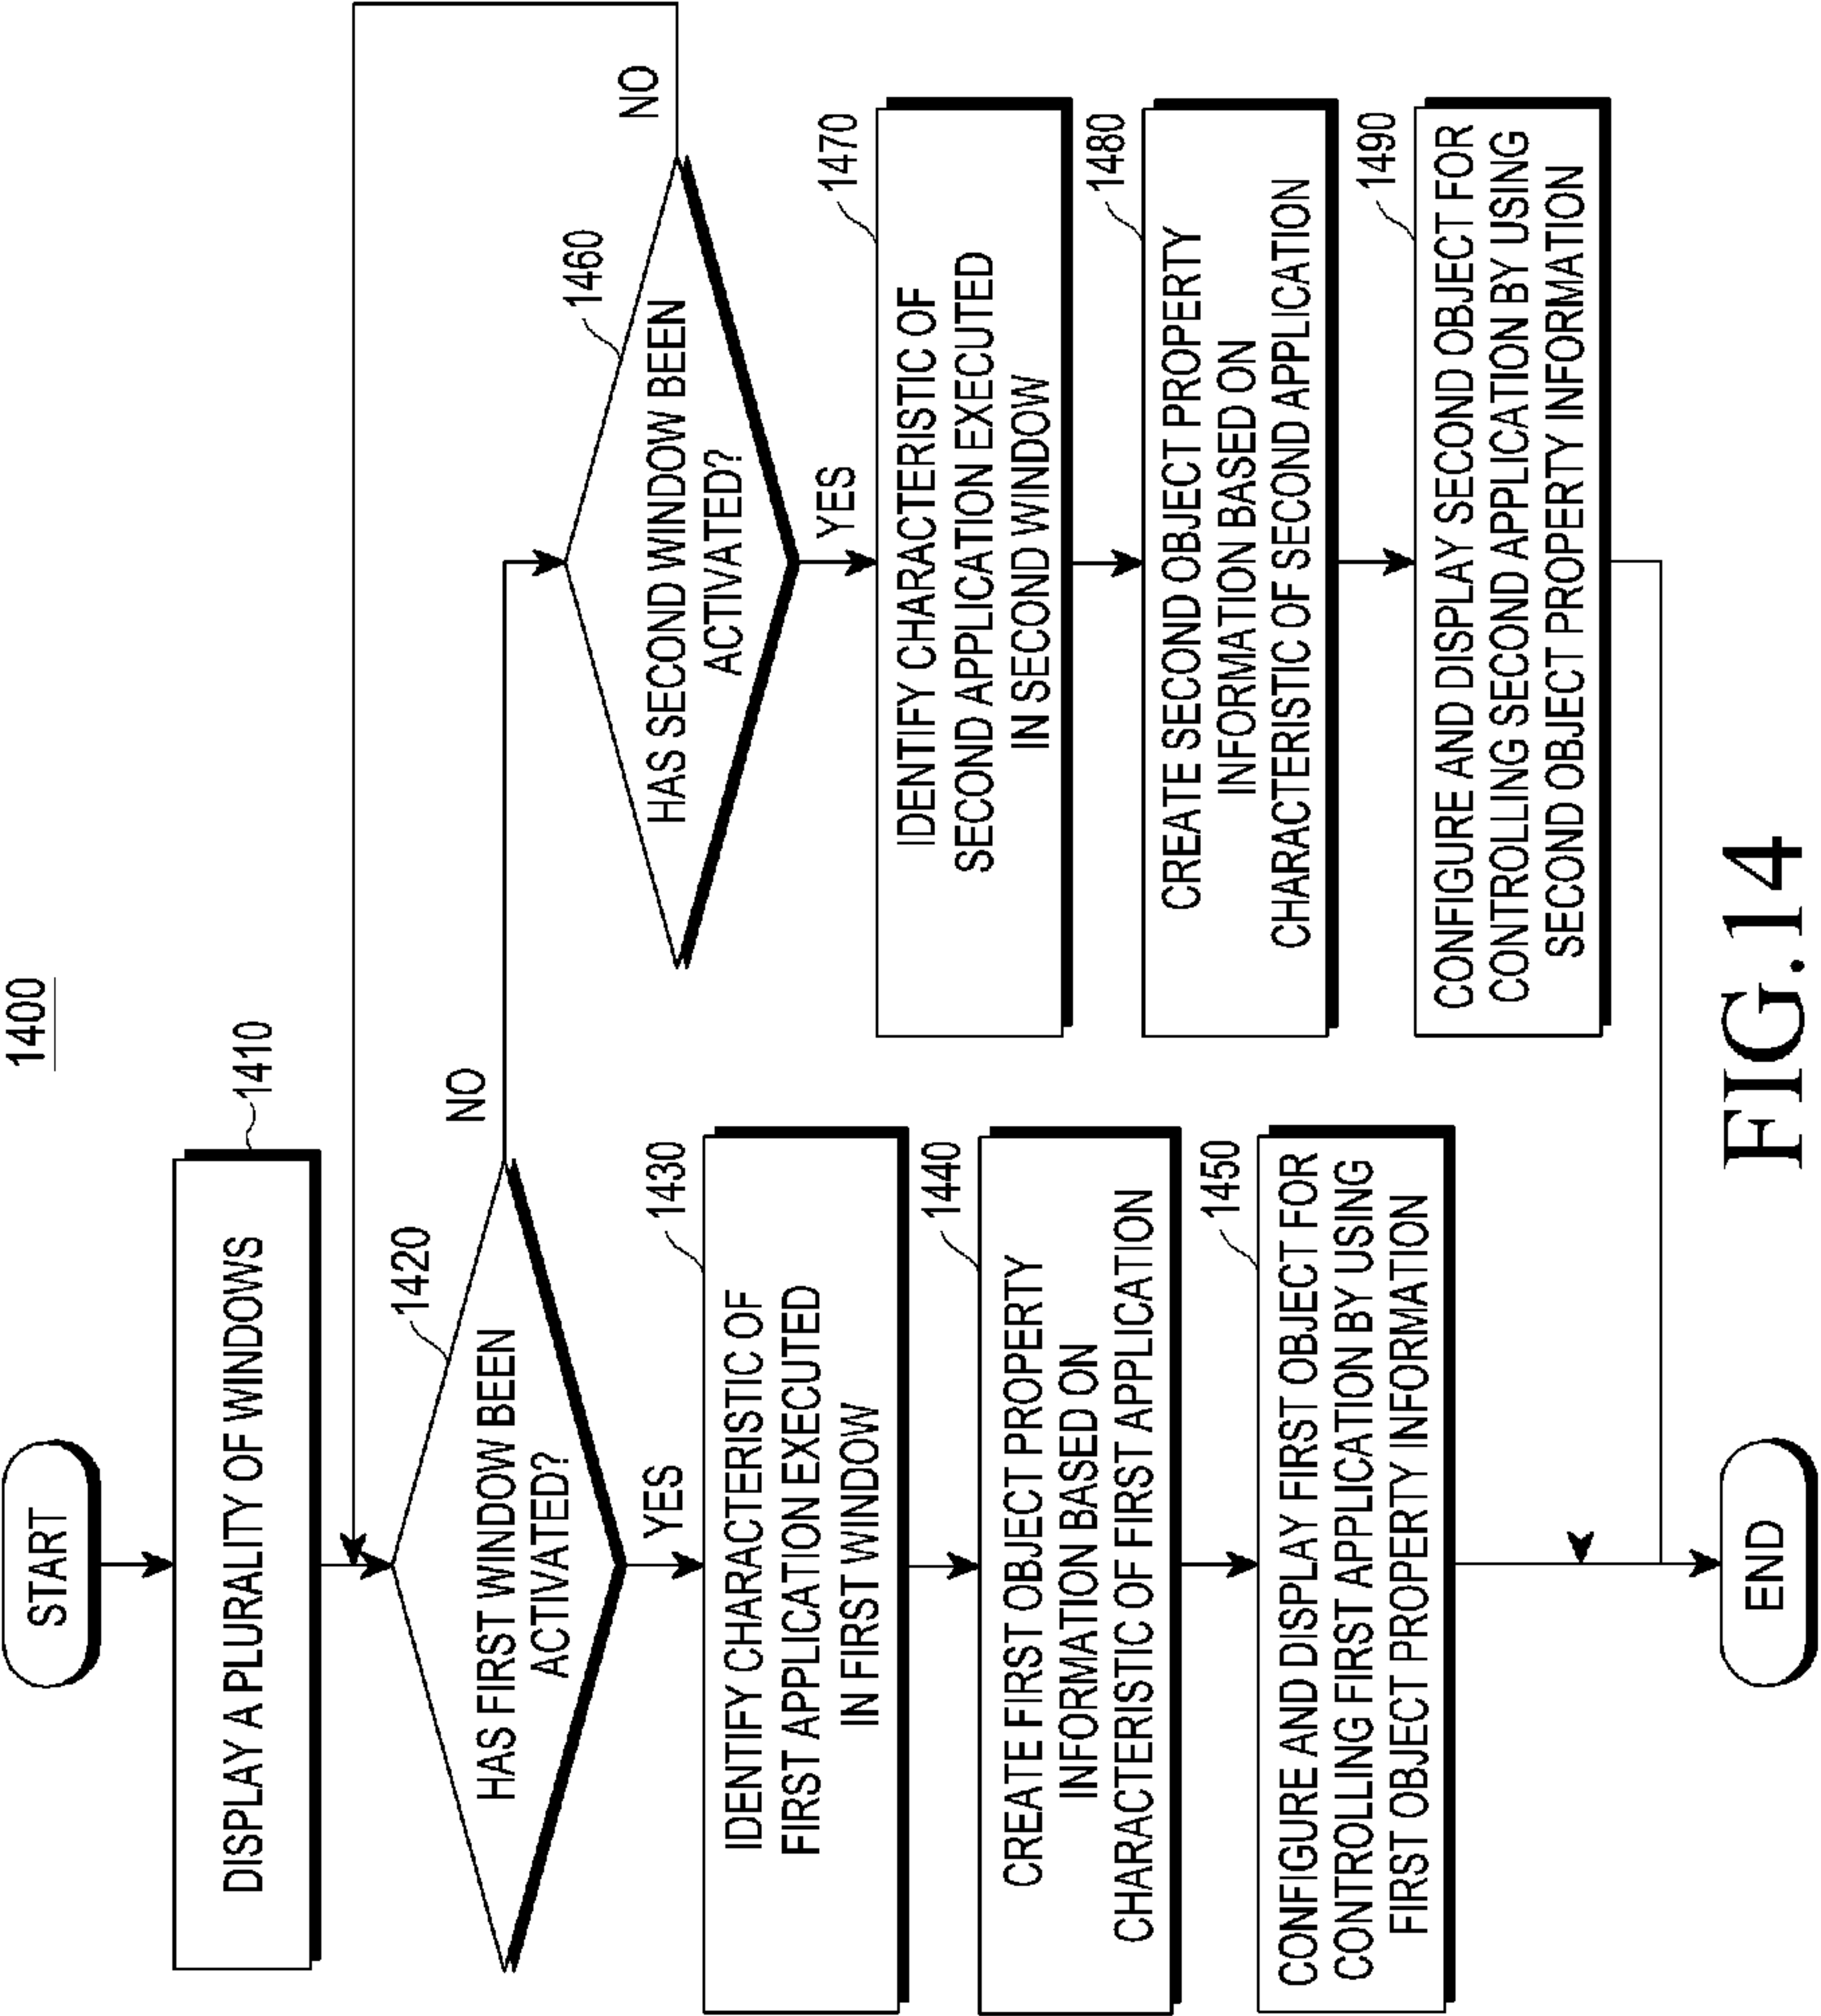 1400
START
1410
DISPLAY A PLURALITY OF WINDOWS
1420
HAS FIRST WINDOW BEEN
ACTIVATED?
NO
YES
1430
IDENTIFY CHARACTERISTIC OF
FIRST APPLICATION EXECUTED
IN FIRST WINDOW
1440
CREATE FIRST OBJECT PROPERTY
INFORMATION BASED ON
CHARACTERISTIC OF FIRST APPLICATION
1450
CONFIGURE AND DISPLAY FIRST OBJECT FOR
CONTROLLING FIRST APPLICATION BY USING
FIRST OBJECT PROPERTY INFORMATION
1460
HAS SECOND WINDOW BEEN
ACTIVATED?
NO
YES
1470
IDENTIFY CHARACTERISTIC OF
SECOND APPLICATION EXECUTED
IN SECOND WINDOW
1480
CREATE SECOND OBJECT PROPERTY
INFORMATION BASED ON
CHARACTERISTIC OF SECOND APPLICATION
1490
CONFIGURE AND DISPLAY SECOND OBJECT FOR
CONTROLLING SECOND APPLICATION BY USING
SECOND OBJECT PROPERTY INFORMATION
END
FIG.14